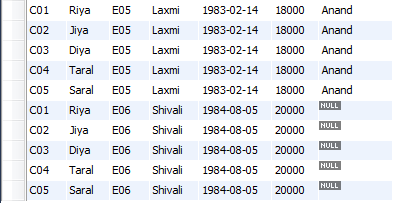 C01 Riya E05 Laxmi 1983-02-14 18000 Anand
C02 Jiya E05 Laxmi 1983-02-14 18000 Anand
C03 Diya E05 Laxmi 1983-02-14 18000 Anand
C04 Taral E05 Laxmi 1983-02-14 18000 Anand
C05 Saral E05 Laxmi 1983-02-14 18000 Anand
C01 Riya E06 Shivali 1984-08-05 20000 NULL
C02 Jiya E06 Shivali 1984-08-05 20000 NULL
C03 Diya E06 Shivali 1984-08-05 20000 NULL
C04 Taral E06 Shivali 1984-08-05 20000 NULL
C05 Saral E06 Shivali 1984-08-05 20000 NULL